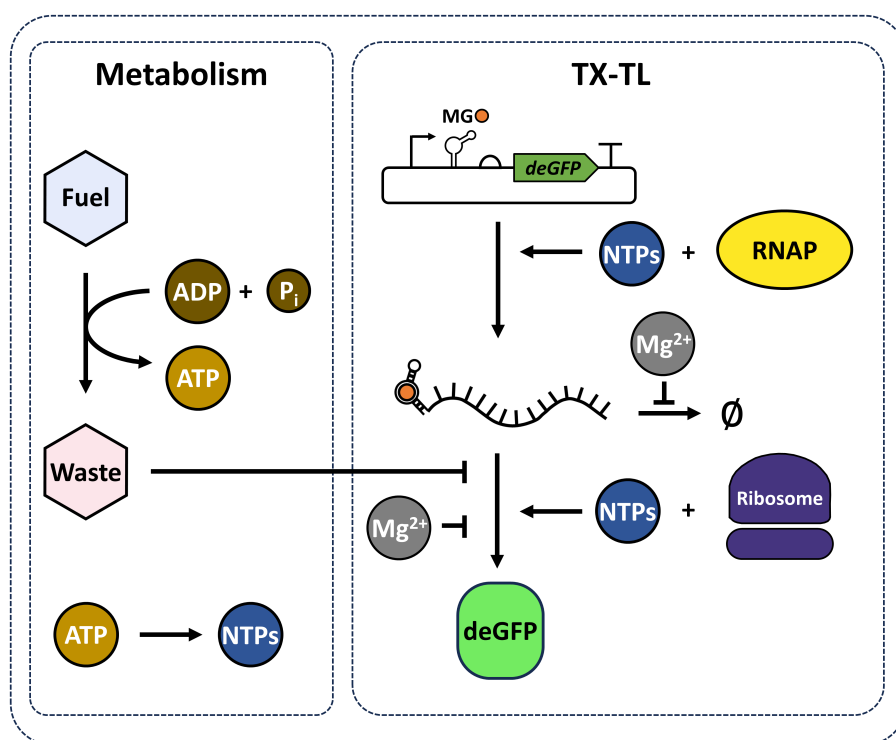 Metabolism
Fuel
ADP + Pi
ATP
Waste
ATP
NTPs
TX-TL
MG
deGFP
NTPs + RNAP
Mg²⁺
Ø
Mg²⁺
NTPs + Ribosome
deGFP